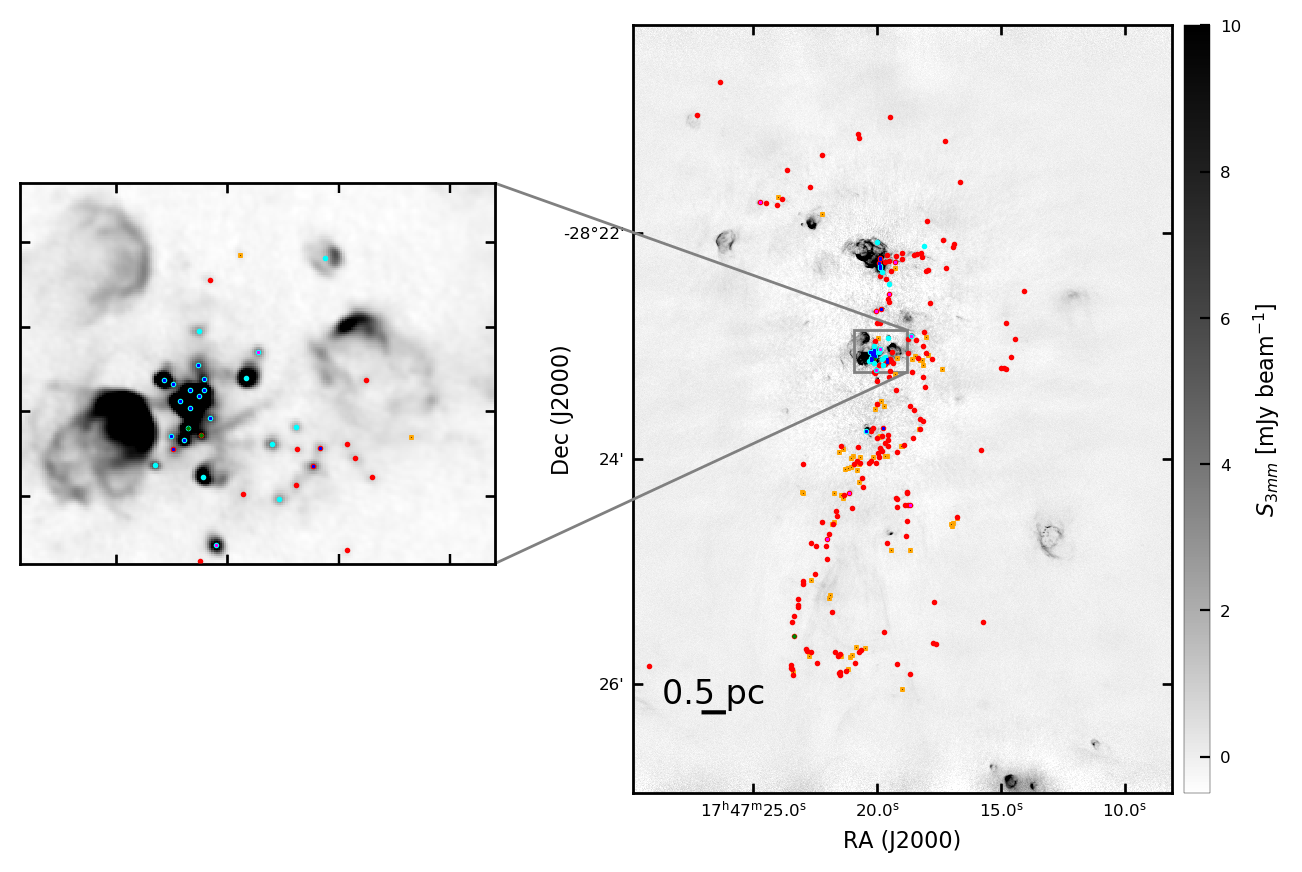 10
-28°22'
8
6
Dec (J2000)
S₃ₘₘ [mJy beam⁻¹]
4
24'
2
26'
0.5 pc
0
17ʰ47ᵐ25.0ˢ 20.0ˢ 15.0ˢ 10.0ˢ
RA (J2000)